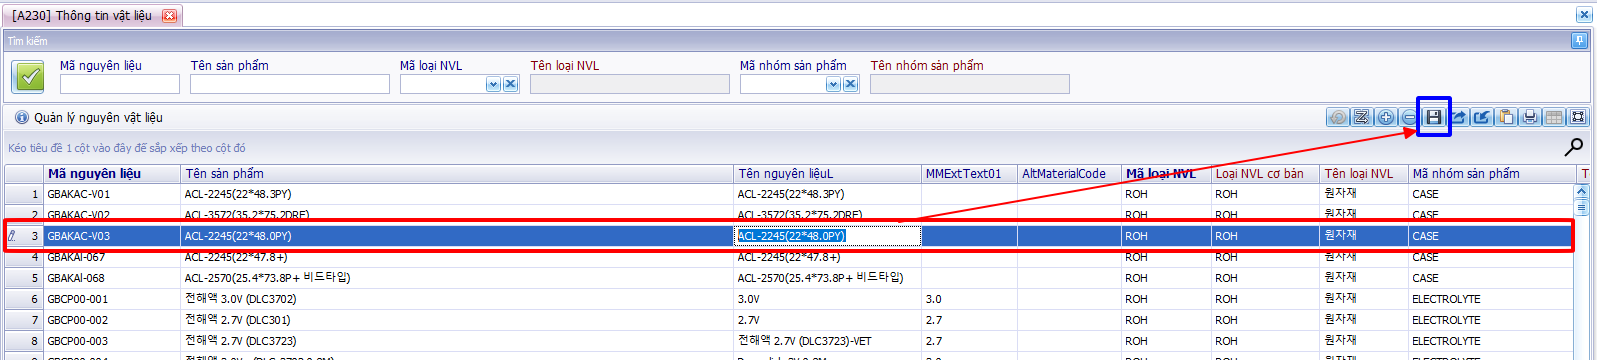 [A230] Thông tin vật liệu
Tìm kiếm
Mã nguyên liệu Tên sản phẩm Mã loại NVL Tên loại NVL Mã nhóm sản phẩm Tên nhóm sản phẩm
Quản lý nguyên vật liệu
Kéo tiêu đề 1 cột vào đây để sắp xếp theo cột đó
Mã nguyên liệu Tên sản phẩm Tên nguyên liệuL MMExtText01 AltMaterialCode Mã loại NVL Loại NVL cơ bản Tên loại NVL Mã nhóm sản phẩm T
1 GBAKAC-V01 ACL-2245(22*48.3PY) ACL-2245(22*48.3PY) ROH ROH 원자재 CASE
2 GBAKAC-V02 ACL-3572(35.2*75.2DRE) ACL-3572(35.2*75.2DRE) ROH ROH 원자재 CASE
3 GBAKAC-V03 ACL-2245(22*48.0PY) ACL-2245(22*48.0PY) ROH ROH 원자재 CASE
4 GBAKAl-067 ACL-2245(22*47.8+) ACL-2245(22*47.8+) ROH ROH 원자재 CASE
5 GBAKAl-068 ACL-2570(25.4*73.8P+ 비드타입) ACL-2570(25.4*73.8P+ 비드타입) ROH ROH 원자재 CASE
6 GBCP00-001 전해액 3.0V (DLC3702) 3.0V 3.0 ROH ROH 원자재 ELECTROLYTE
7 GBCP00-002 전해액 2.7V (DLC301) 2.7V 2.7 ROH ROH 원자재 ELECTROLYTE
8 GBCP00-003 전해액 2.7V (DLC3723) 전해액 2.7V (DLC3723)-VET 2.7 ROH ROH 원자재 ELECTROLYTE